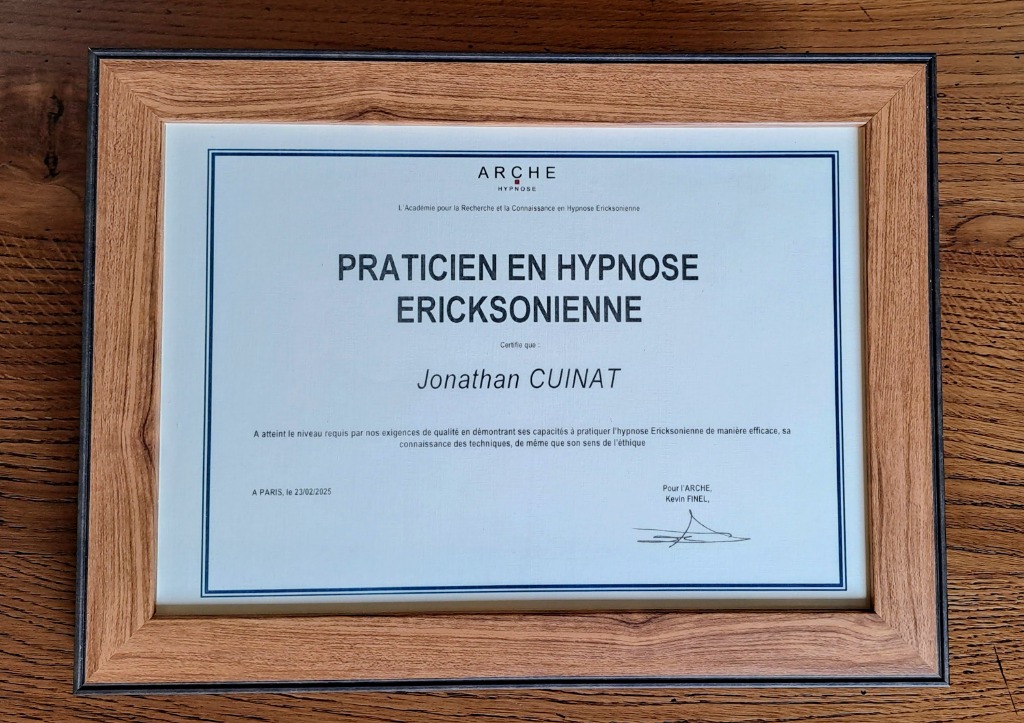 ARCHE
HYPNOSE
L'Académie pour la Recherche et la Connaissance en Hypnose Ericksonienne
PRATICIEN EN HYPNOSE
ERICKSONIENNE
Certifie que :
Jonathan CUINAT
A atteint le niveau requis par nos exigences de qualité en démontrant ses capacités à pratiquer l'hypnose Ericksonienne de manière efficace, sa
connaissance des techniques, de même que son sens de l'éthique
A PARIS, le 23/02/2025
Pour l'ARCHE,
Kevin FINEL,